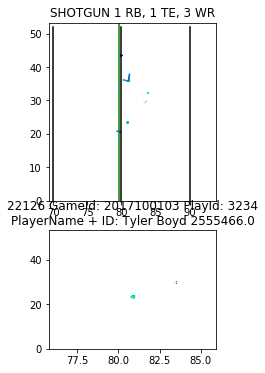 SHOTGUN 1 RB, 1 TE, 3 WR
50
40
30
20
10
0
70 75 80 85 90
22126 GameId: 2017100103 PlayId: 3234
PlayerName + ID: Tyler Boyd 2555466.0
40
20
0
77.5 80.0 82.5 85.0